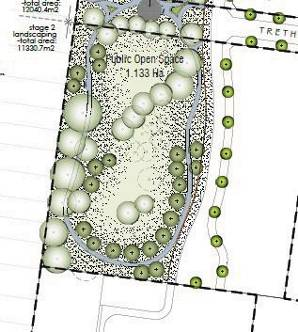 -total area:
12040.4m²
stage 2
landscaping
-total area:
11330.7m²
Public Open Space
1.133 Ha
TRETH